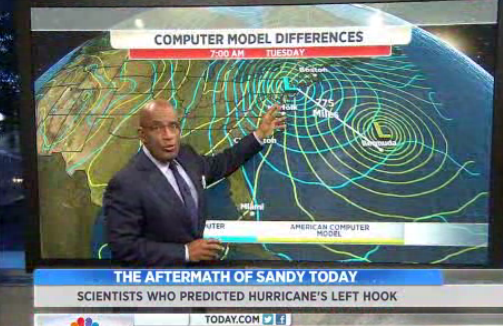 COMPUTER MODEL DIFFERENCES
7:00 AM TUESDAY
Boston
775
Miles
Bermuda
Miami
AMERICAN COMPUTER
MODEL
THE AFTERMATH OF SANDY TODAY
SCIENTISTS WHO PREDICTED HURRICANE'S LEFT HOOK
TODAY.COM